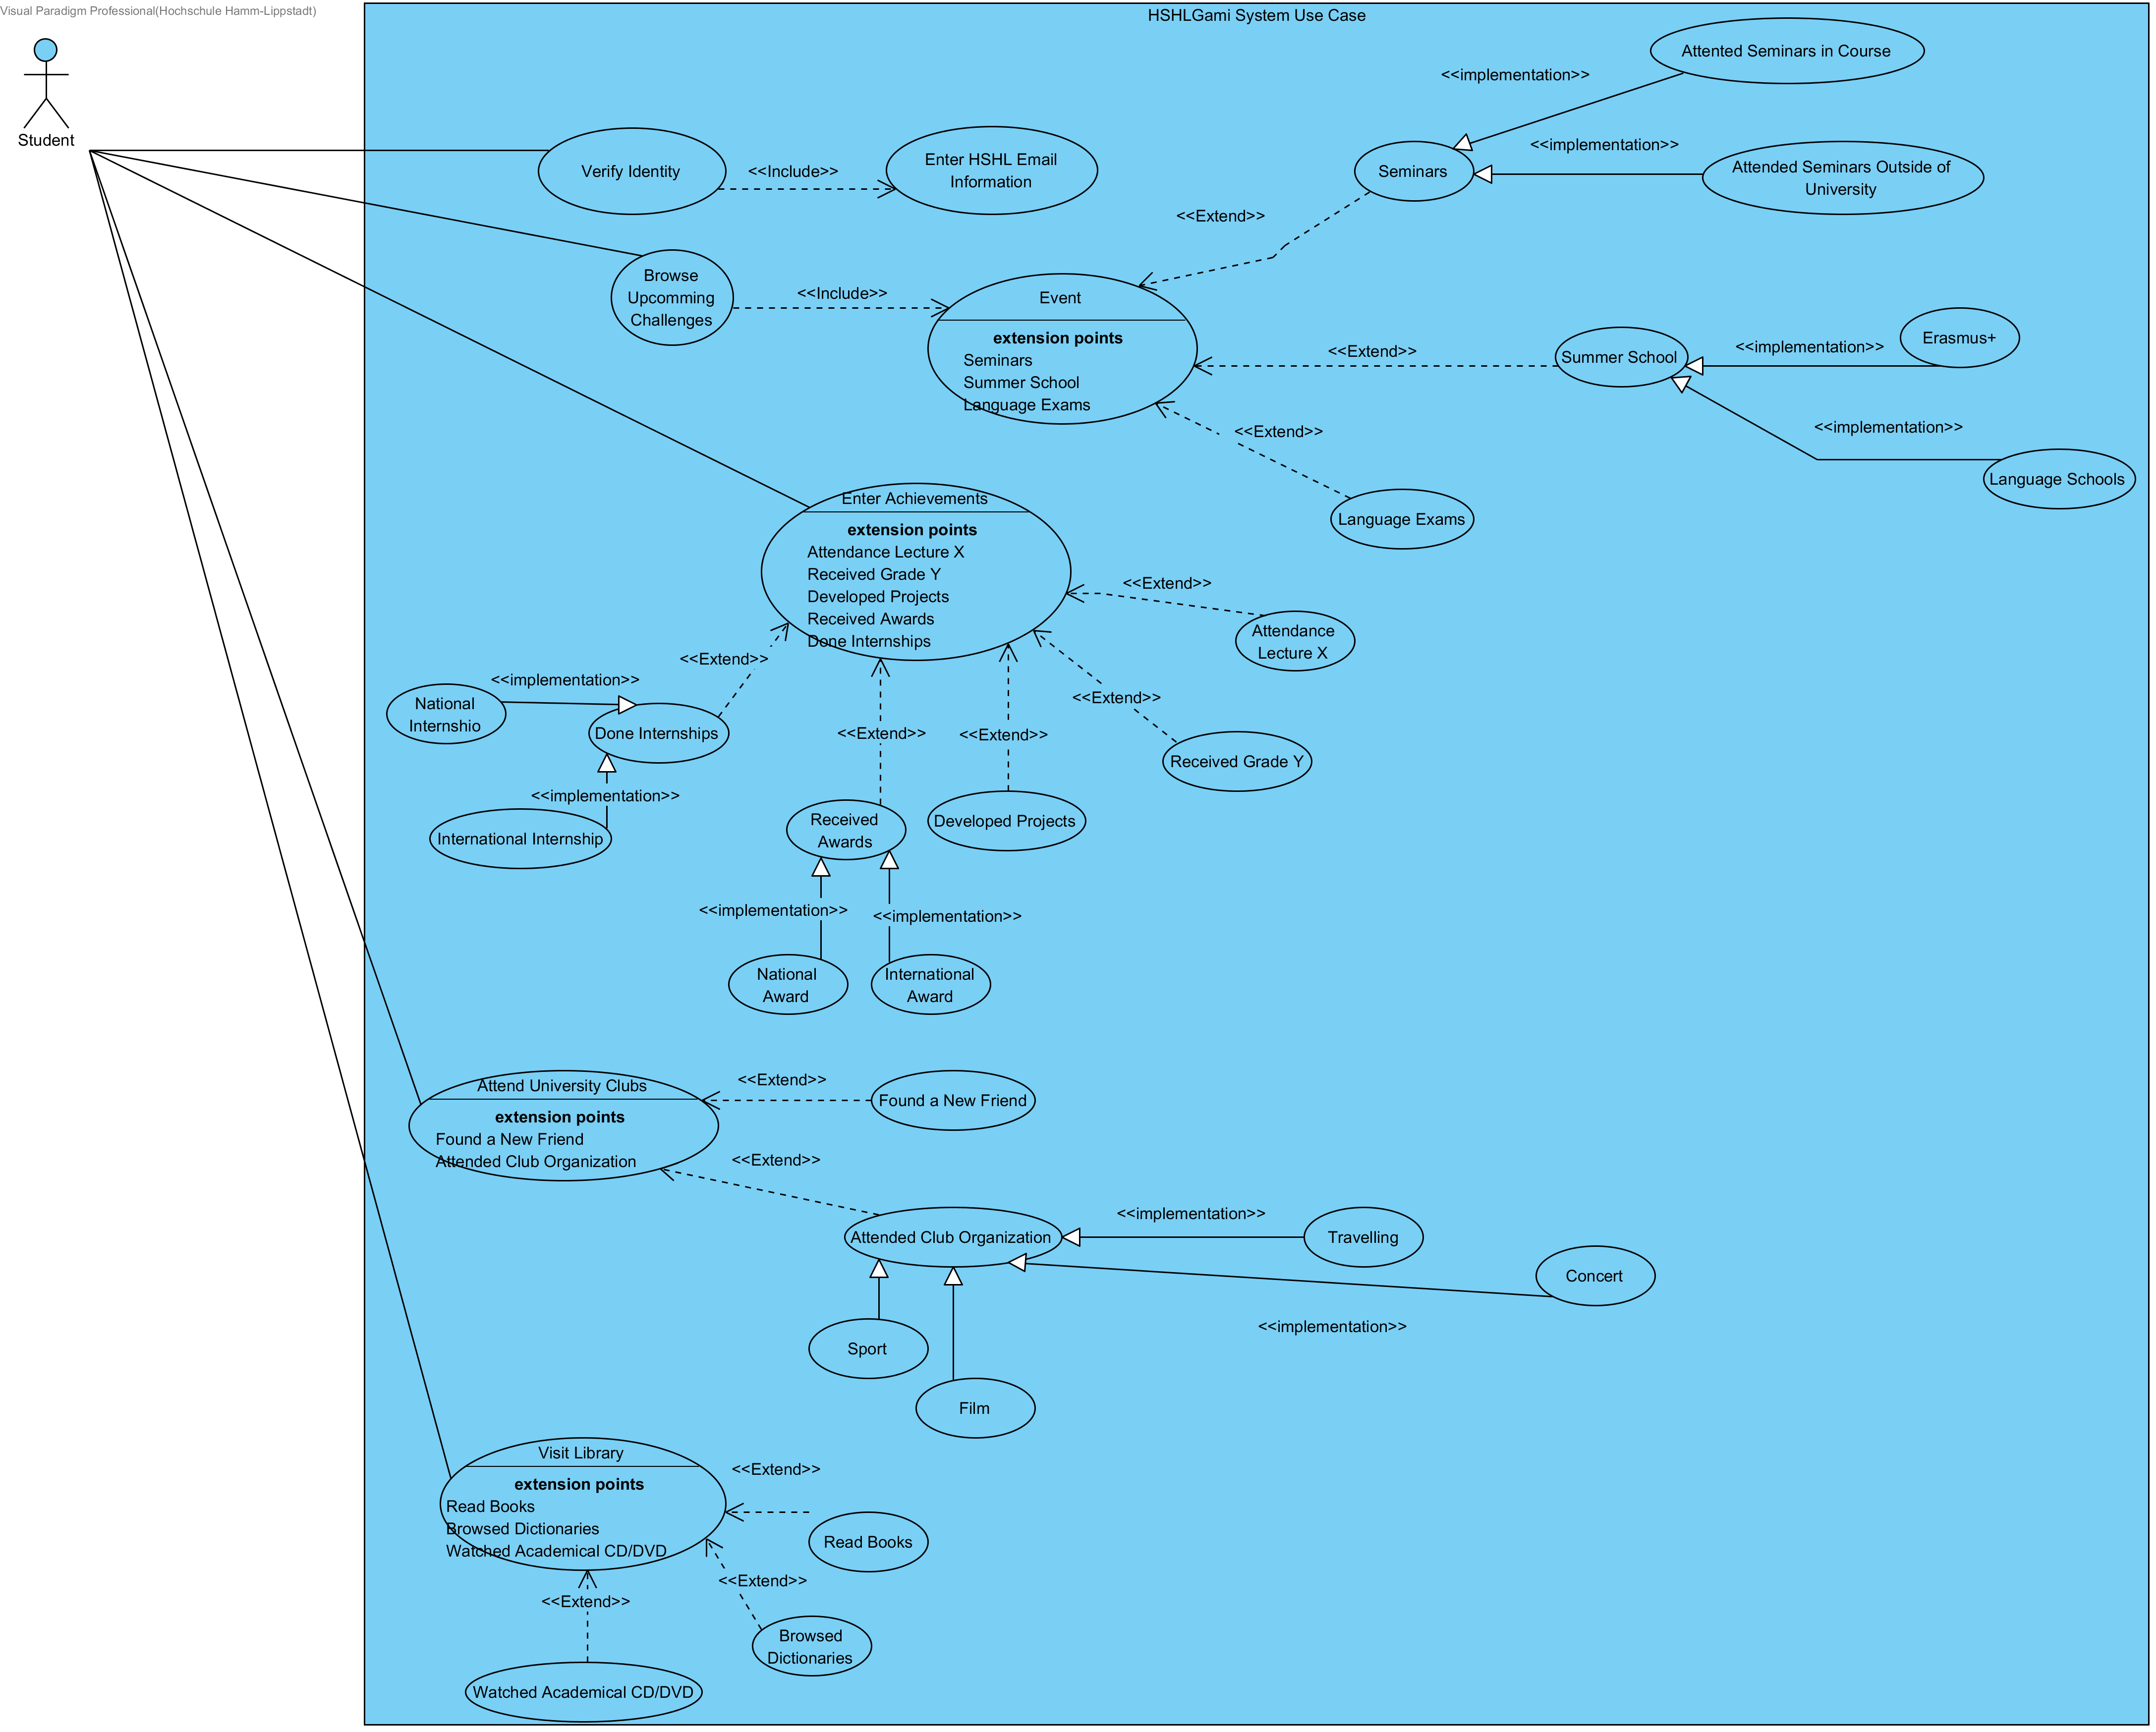 Visual Paradigm Professional(Hochschule Hamm-Lippstadt)
HSHLGami System Use Case
Student
Attented Seminars in Course
<<implementation>>
<<implementation>>
Verify Identity
<<Include>>
Enter HSHL Email
Information
Seminars
Attended Seminars Outside of
University
<<Extend>>
Browse
Upcomming
Challenges
<<Include>>
Event
extension points
Seminars
Summer School
Language Exams
<<Extend>>
Summer School
<<implementation>>
Erasmus+
<<implementation>>
Language Schools
<<Extend>>
Language Exams
Enter Achievements
extension points
Attendance Lecture X
Received Grade Y
Developed Projects
Received Awards
Done Internships
<<Extend>>
Attendance
Lecture X
<<Extend>>
<<implementation>>
National
Internshio
Done Internships
<<Extend>>
<<Extend>>
<<Extend>>
Received Grade Y
<<implementation>>
International Internship
Received
Awards
Developed Projects
<<implementation>>
<<implementation>>
National
Award
International
Award
Attend University Clubs
extension points
Found a New Friend
Attended Club Organization
<<Extend>>
Found a New Friend
<<Extend>>
Attended Club Organization
<<implementation>>
Travelling
Concert
<<implementation>>
Sport
Film
Visit Library
extension points
Read Books
Browsed Dictionaries
Watched Academical CD/DVD
<<Extend>>
Read Books
<<Extend>>
<<Extend>>
Browsed
Dictionaries
Watched Academical CD/DVD